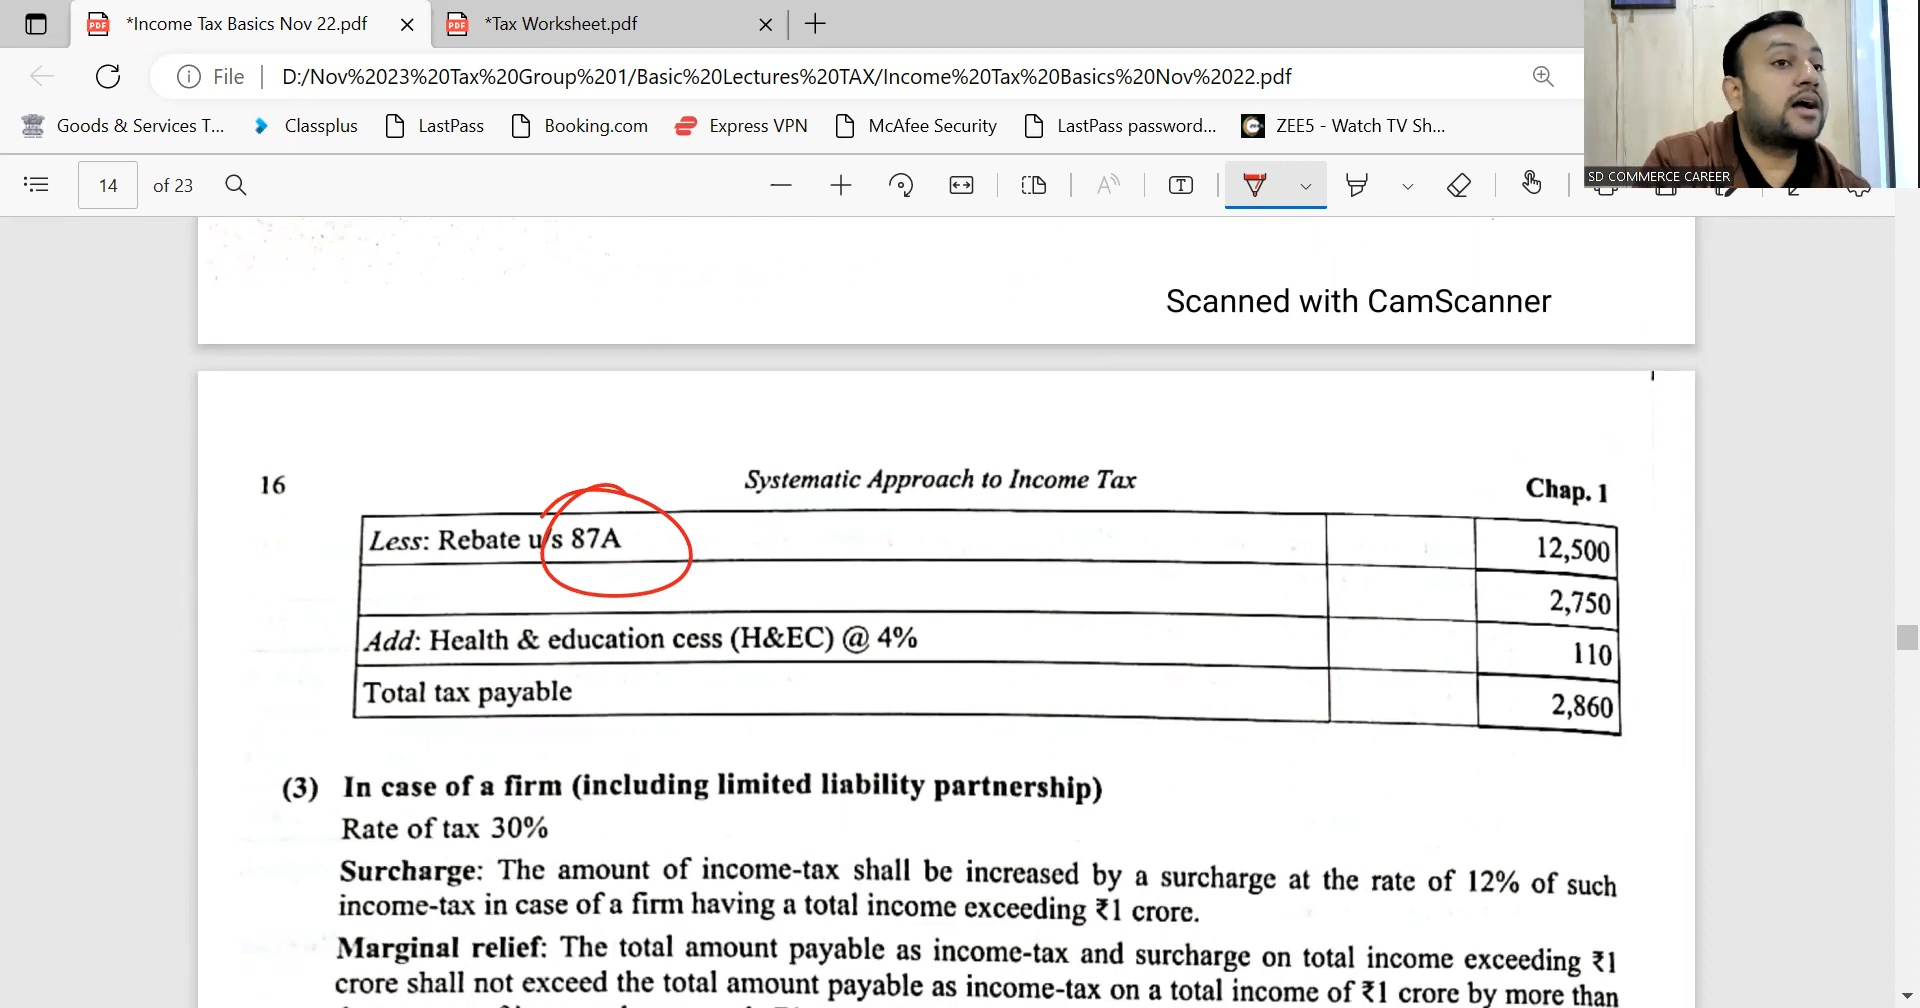 *Income Tax Basics Nov 22.pdf
*Tax Worksheet.pdf
File
D:/Nov%2023%20Tax%20Group%201/Basic%20Lectures%20TAX/Income%20Tax%20Basics%20Nov%2022.pdf
Goods & Services T...
Classplus
LastPass
Booking.com
Express VPN
McAfee Security
LastPass password...
ZEE5 - Watch TV Sh...
SD COMMERCE CAREER
14 of 23
Scanned with CamScanner
16 Systematic Approach to Income Tax Chap. 1
Less: Rebate u/s 87A 12,500
2,750
Add: Health & education cess (H&EC) @ 4% 110
Total tax payable 2,860
(3) In case of a firm (including limited liability partnership)
Rate of tax 30%
Surcharge: The amount of income-tax shall be increased by a surcharge at the rate of 12% of such
income-tax in case of a firm having a total income exceeding ₹1 crore.
Marginal relief: The total amount payable as income-tax and surcharge on total income exceeding ₹1
crore shall not exceed the total amount payable as income-tax on a total income of ₹1 crore by more than